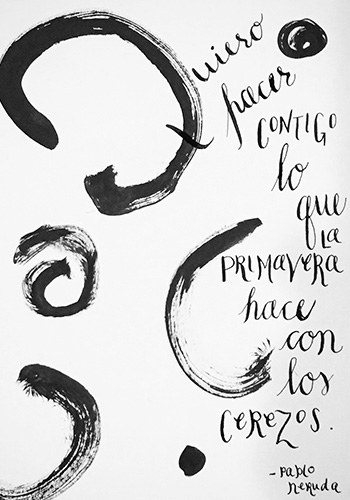 Quiero
hacer
CONTIGO
lo
que
LA
PRIMAVERA
hace
con
los
CEREZOS.
- Pablo
Neruda